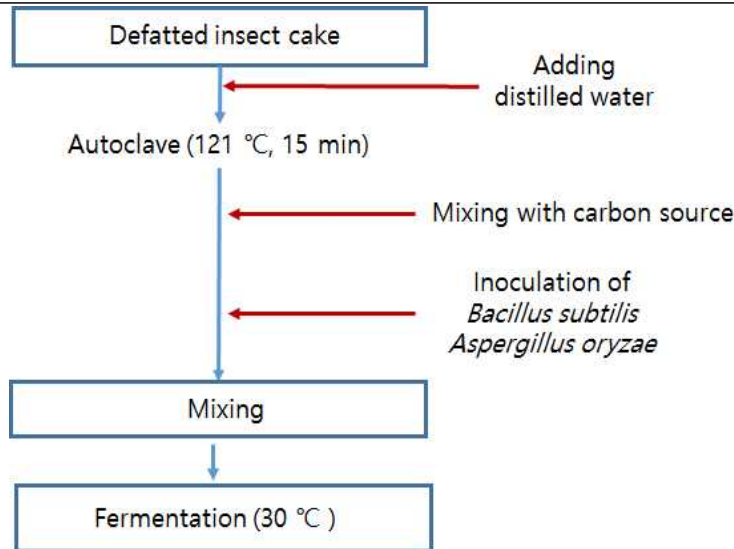 Defatted insect cake
Adding
distilled water
Autoclave (121 ℃, 15 min)
Mixing with carbon source
Inoculation of
Bacillus subtilis
Aspergillus oryzae
Mixing
Fermentation (30 ℃ )